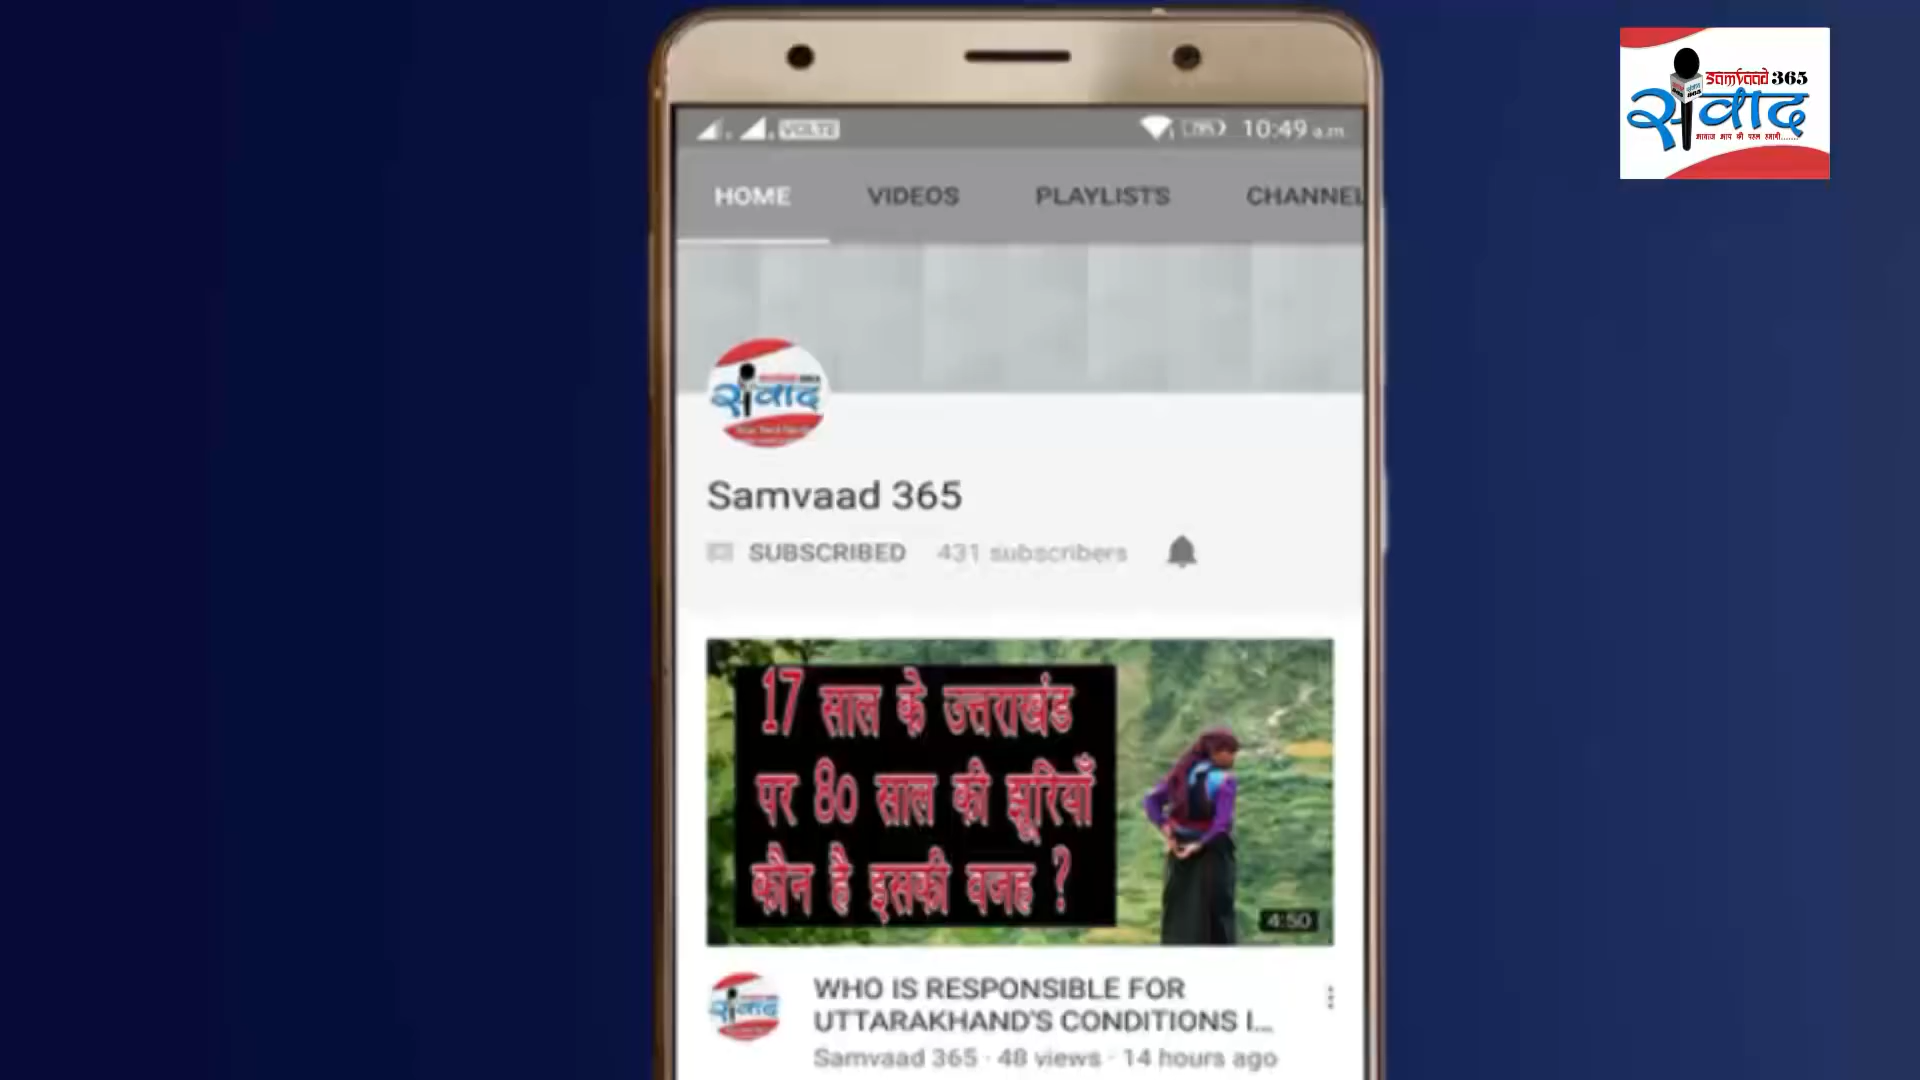 Samvaad 365
संवाद
VOLTE
10:49 a.m.
HOME VIDEOS PLAYLISTS CHANNEL
संवाद
Samvaad 365
SUBSCRIBED 431 subscribers
17 साल के उत्तराखंड
पर 80 साल की झूरियाँ
कौन है इसकी वजह ?
4:50
संवाद
WHO IS RESPONSIBLE FOR
UTTARAKHAND'S CONDITIONS I...
Samvaad 365 · 48 views · 14 hours ago